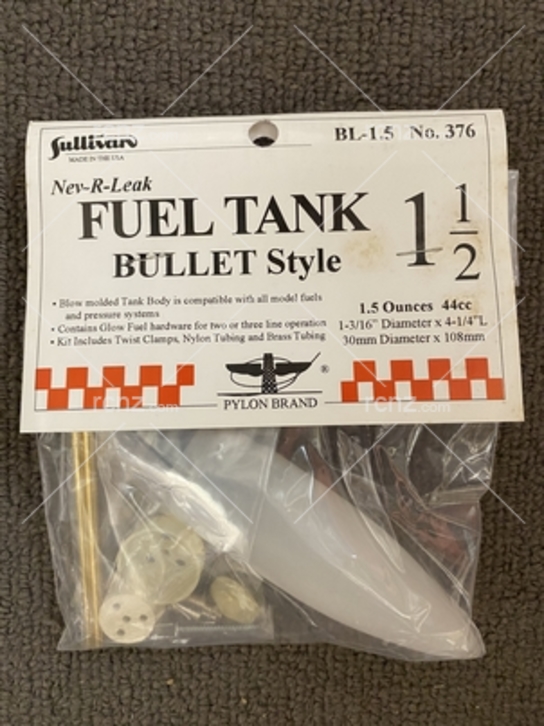 Sullivan
MADE IN THE USA
BL-1.5 No. 376
Nev-R-Leak
FUEL TANK
BULLET Style
1 1/2
• Blow molded Tank Body is compatible with all model fuels
and pressure systems
• Contains Glow Fuel hardware for two or three line operation
• Kit Includes Twist Clamps, Nylon Tubing and Brass Tubing
1.5 Ounces 44cc
1-3/16" Diameter x 4-1/4"L
30mm Diameter x 108mm
®
PYLON BRAND
rcnz.com
rcnz.com